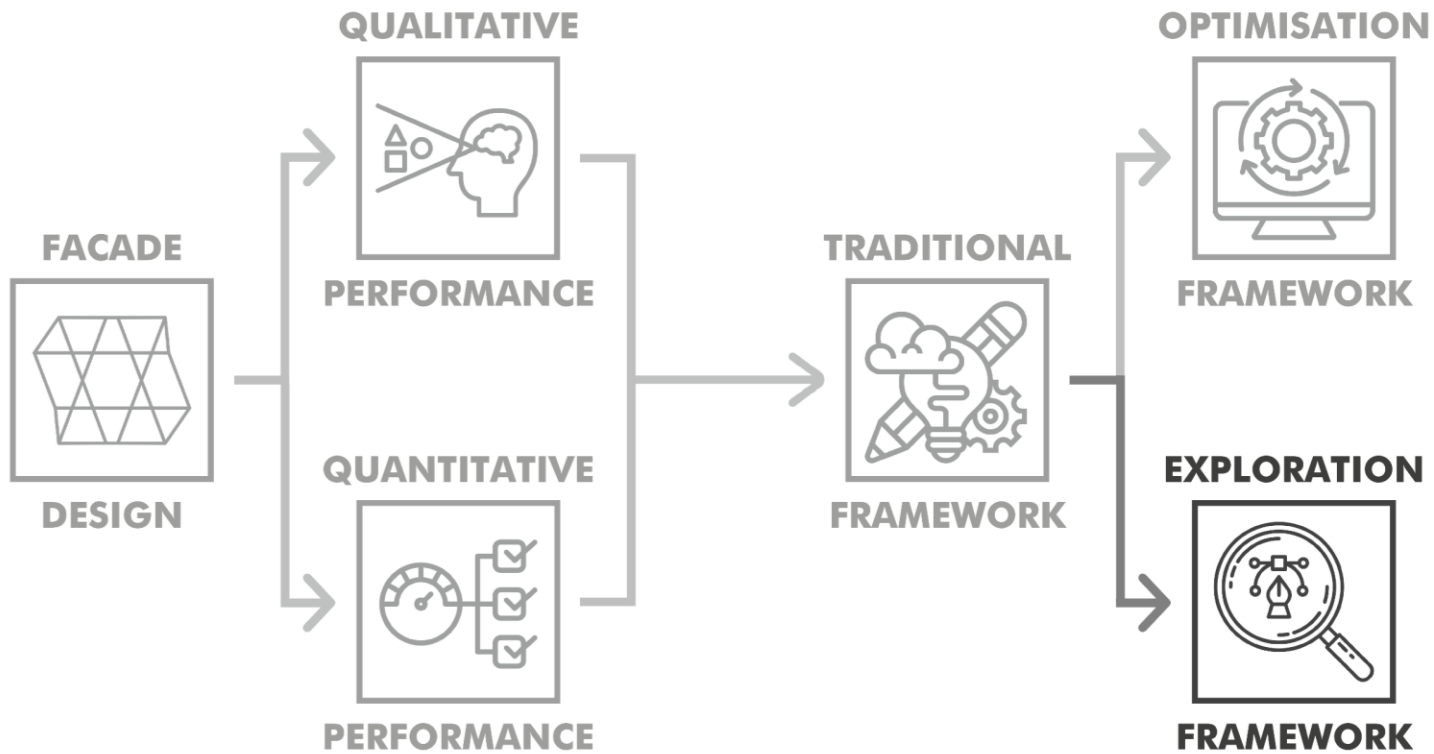 FACADE
DESIGN
QUALITATIVE
PERFORMANCE
QUANTITATIVE
PERFORMANCE
TRADITIONAL
FRAMEWORK
OPTIMISATION
FRAMEWORK
EXPLORATION
FRAMEWORK